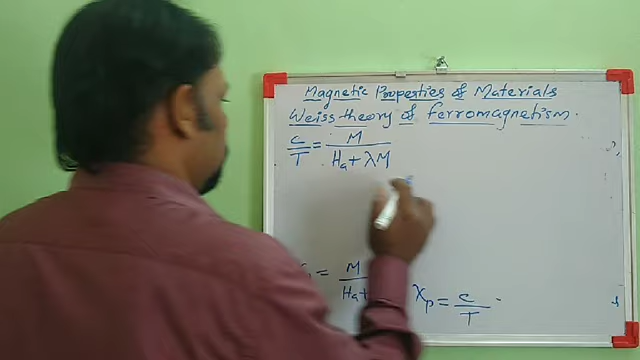 Magnetic Properties of Materials
Weiss theory of ferromagnetism.
C/T = M/(Ha + λM)
= M/(Ha+
χp = C/T